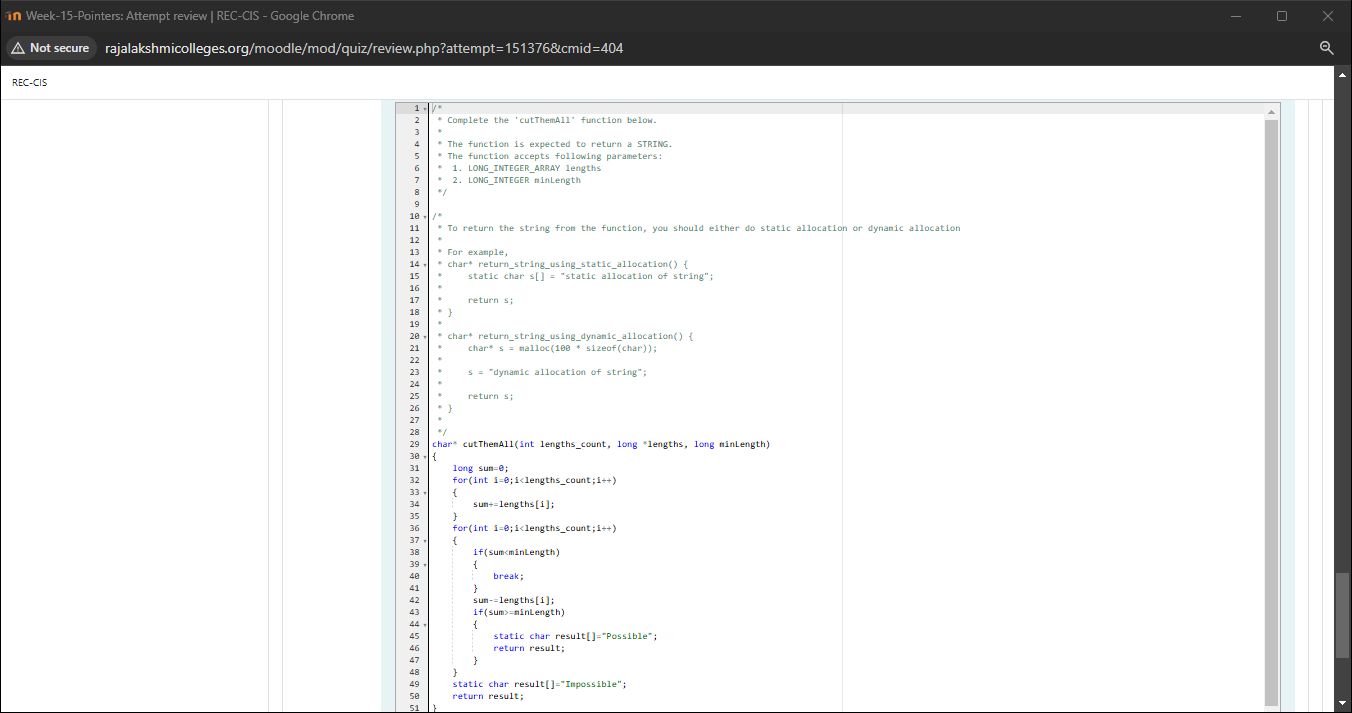 Week-15-Pointers: Attempt review | REC-CIS - Google Chrome
Not secure rajalakshmicolleges.org/moodle/mod/quiz/review.php?attempt=151376&cmid=404
REC-CIS
1 /*
2 * Complete the 'cutThemAll' function below.
3 *
4 * The function is expected to return a STRING.
5 * The function accepts following parameters:
6 * 1. LONG_INTEGER_ARRAY lengths
7 * 2. LONG_INTEGER minLength
8 */
9
10 /*
11 * To return the string from the function, you should either do static allocation or dynamic allocation
12 *
13 * For example,
14 * char* return_string_using_static_allocation() {
15 * static char s[] = "static allocation of string";
16 *
17 * return s;
18 * }
19 *
20 * char* return_string_using_dynamic_allocation() {
21 * char* s = malloc(100 * sizeof(char));
22 *
23 * s = "dynamic allocation of string";
24 *
25 * return s;
26 * }
27 *
28 */
29 char* cutThemAll(int lengths_count, long *lengths, long minLength)
30 {
31 long sum=0;
32 for(int i=0;i<lengths_count;i++)
33 {
34 sum+=lengths[i];
35 }
36 for(int i=0;i<lengths_count;i++)
37 {
38 if(sum<minLength)
39 {
40 break;
41 }
42 sum-=lengths[i];
43 if(sum>=minLength)
44 {
45 static char result[]="Possible";
46 return result;
47 }
48 }
49 static char result[]="Impossible";
50 return result;
51 }